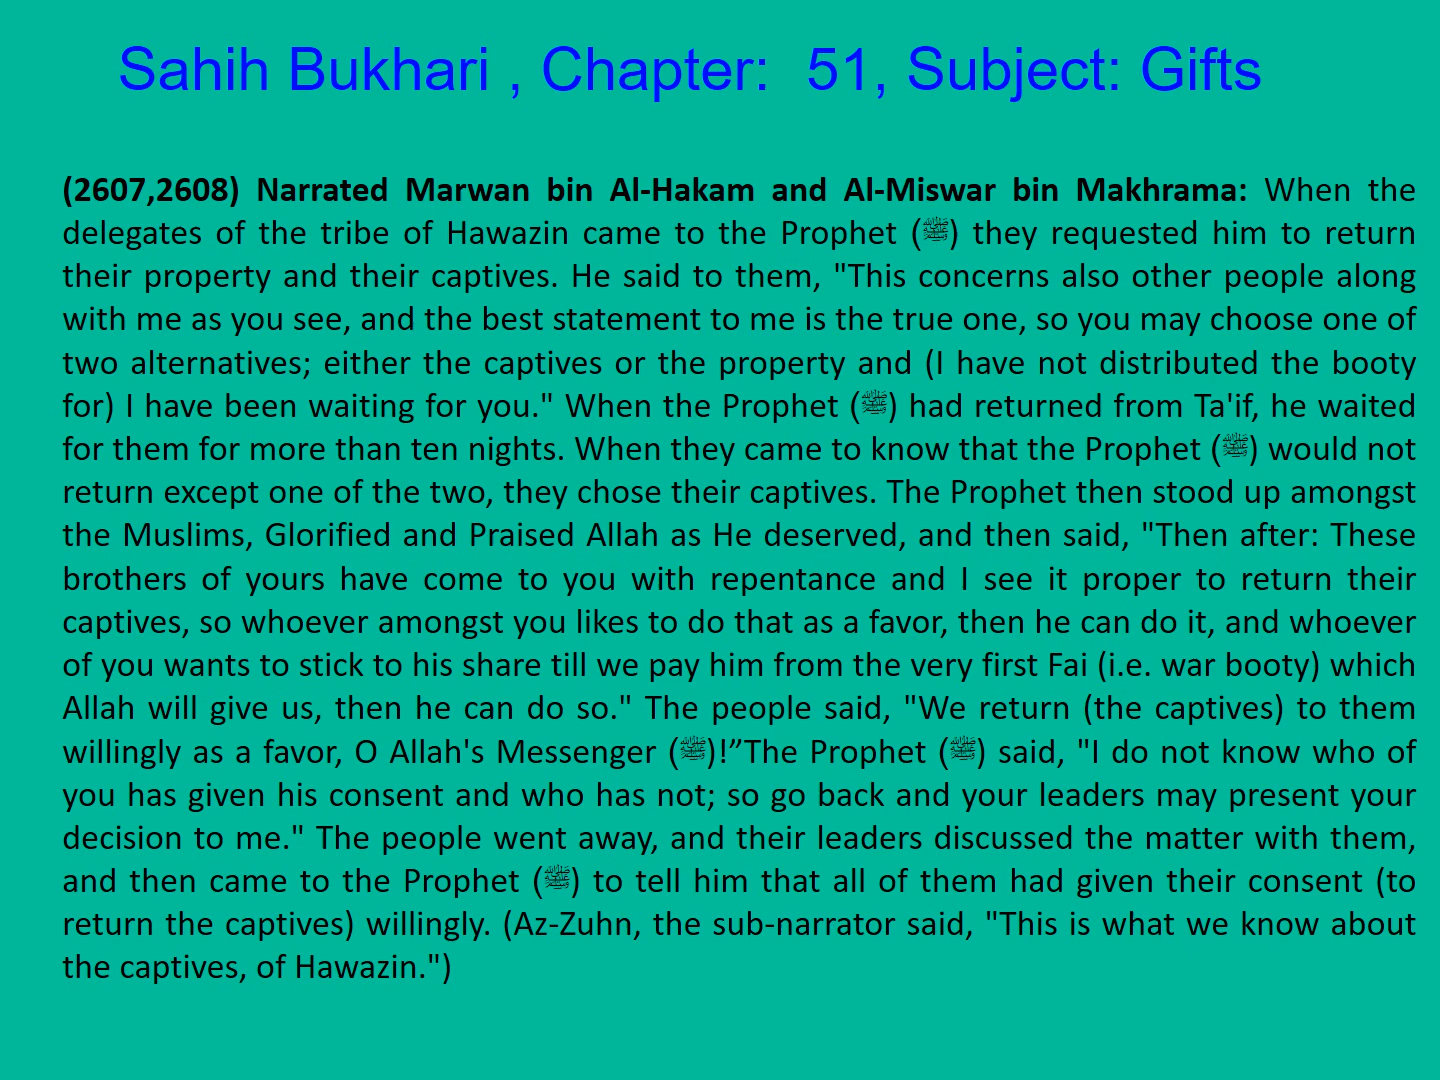 Sahih Bukhari , Chapter:  51, Subject: Gifts
(2607,2608) Narrated Marwan bin Al-Hakam and Al-Miswar bin Makhrama: When the
delegates of the tribe of Hawazin came to the Prophet (ﷺ) they requested him to return
their property and their captives. He said to them, "This concerns also other people along
with me as you see, and the best statement to me is the true one, so you may choose one of
two alternatives; either the captives or the property and (I have not distributed the booty
for) I have been waiting for you." When the Prophet (ﷺ) had returned from Ta'if, he waited
for them for more than ten nights. When they came to know that the Prophet (ﷺ) would not
return except one of the two, they chose their captives. The Prophet then stood up amongst
the Muslims, Glorified and Praised Allah as He deserved, and then said, "Then after: These
brothers of yours have come to you with repentance and I see it proper to return their
captives, so whoever amongst you likes to do that as a favor, then he can do it, and whoever
of you wants to stick to his share till we pay him from the very first Fai (i.e. war booty) which
Allah will give us, then he can do so." The people said, "We return (the captives) to them
willingly as a favor, O Allah's Messenger (ﷺ)!”The Prophet (ﷺ) said, "I do not know who of
you has given his consent and who has not; so go back and your leaders may present your
decision to me." The people went away, and their leaders discussed the matter with them,
and then came to the Prophet (ﷺ) to tell him that all of them had given their consent (to
return the captives) willingly. (Az-Zuhn, the sub-narrator said, "This is what we know about
the captives, of Hawazin.")